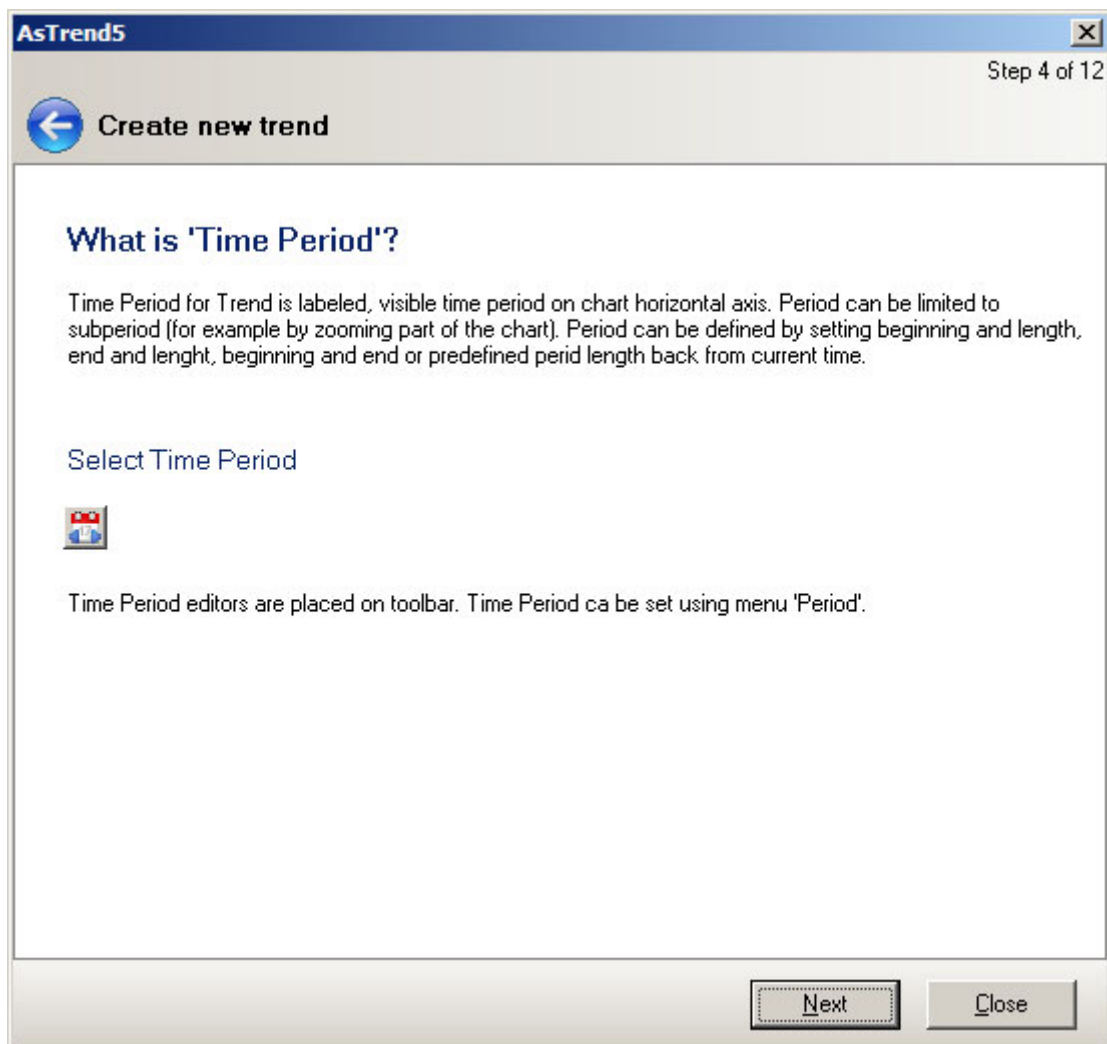 AsTrend5
Step 4 of 12
Create new trend
What is 'Time Period'?
Time Period for Trend is labeled, visible time period on chart horizontal axis. Period can be limited to
subperiod (for example by zooming part of the chart). Period can be defined by setting beginning and length,
end and lenght, beginning and end or predefined perid length back from current time.
Select Time Period
17
Time Period editors are placed on toolbar. Time Period ca be set using menu 'Period'.
Next
Close